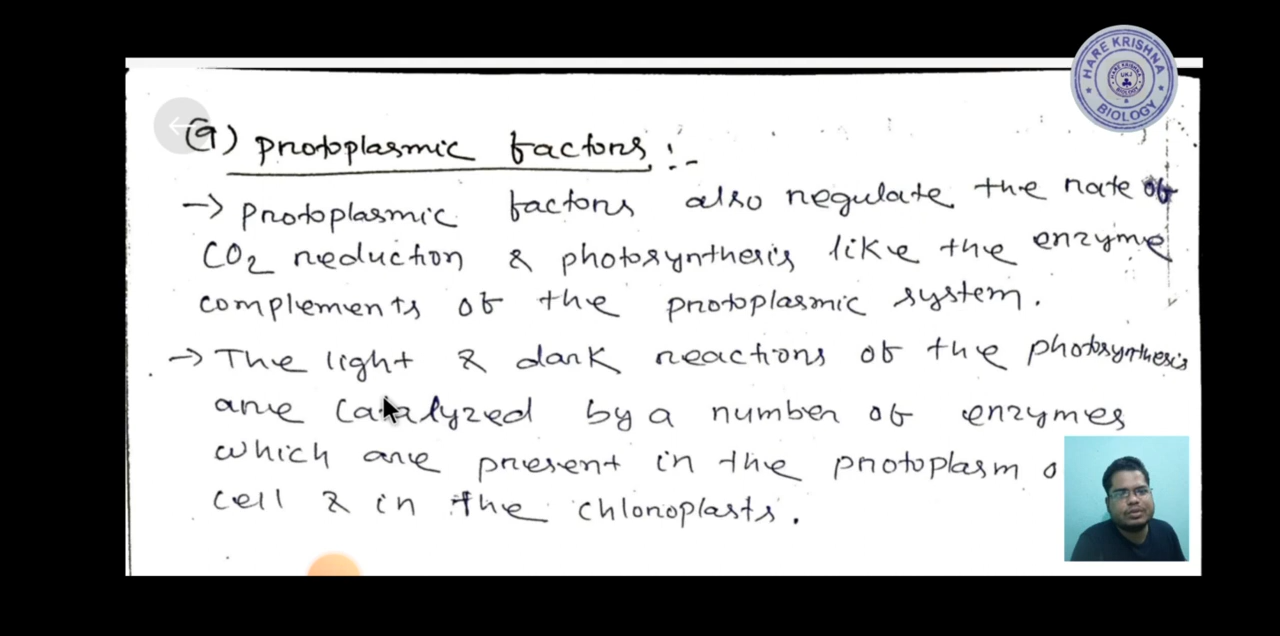 HARE KRISHNA
BIOLOGY
UKJ
(9) Protoplasmic factors :-
→ Protoplasmic factors also regulate the rate of
CO2 reduction & photosynthesis like the enzyme
complements of the protoplasmic system.
→ The light & dark reactions of the photosynthesis
are catalyzed by a number of enzymes
which are present in the protoplasm o
cell & in the chloroplasts.